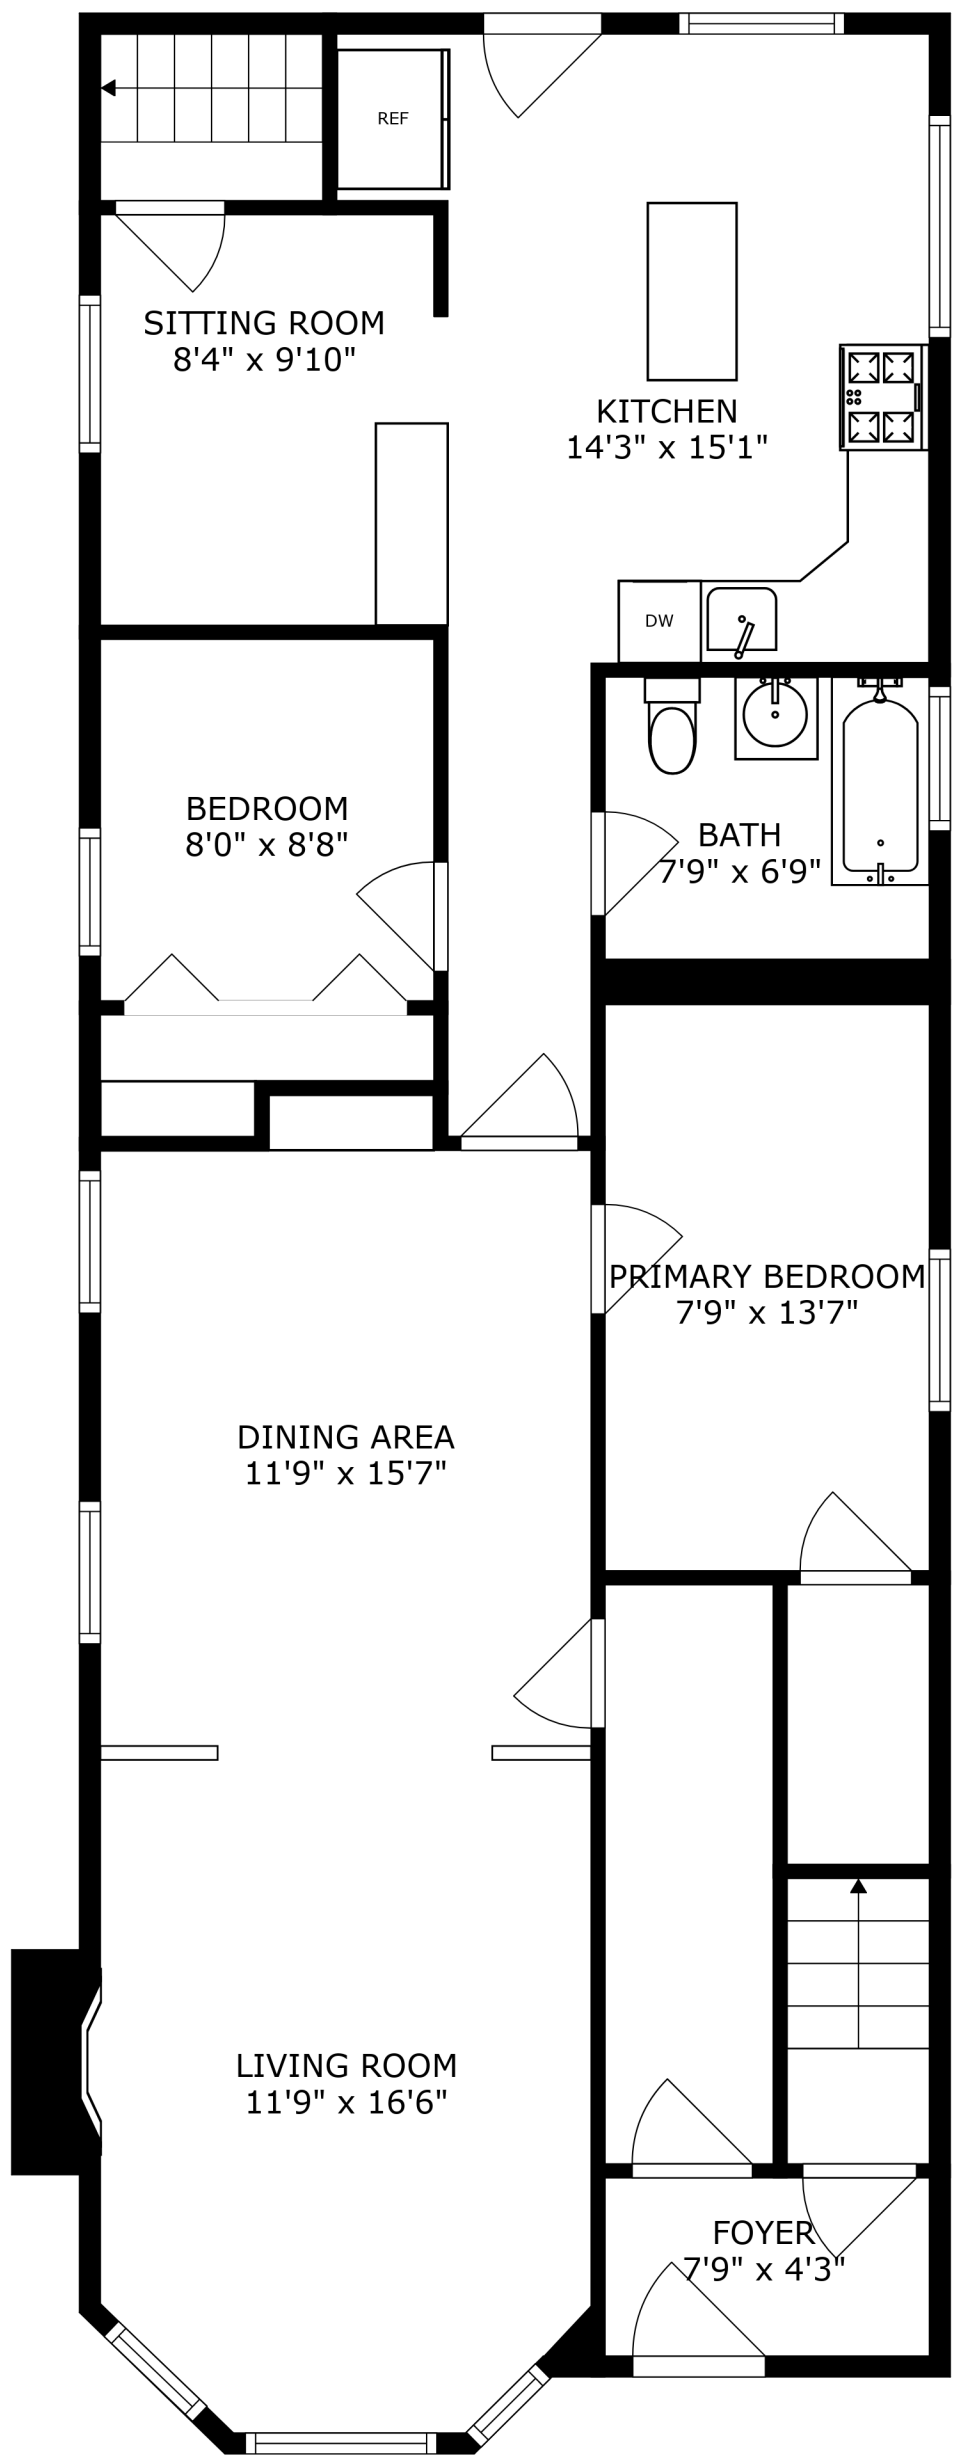 REF
SITTING ROOM
8'4" x 9'10"
KITCHEN
14'3" x 15'1"
DW
BEDROOM
8'0" x 8'8"
BATH
7'9" x 6'9"
PRIMARY BEDROOM
7'9" x 13'7"
DINING AREA
11'9" x 15'7"
LIVING ROOM
11'9" x 16'6"
FOYER
7'9" x 4'3"